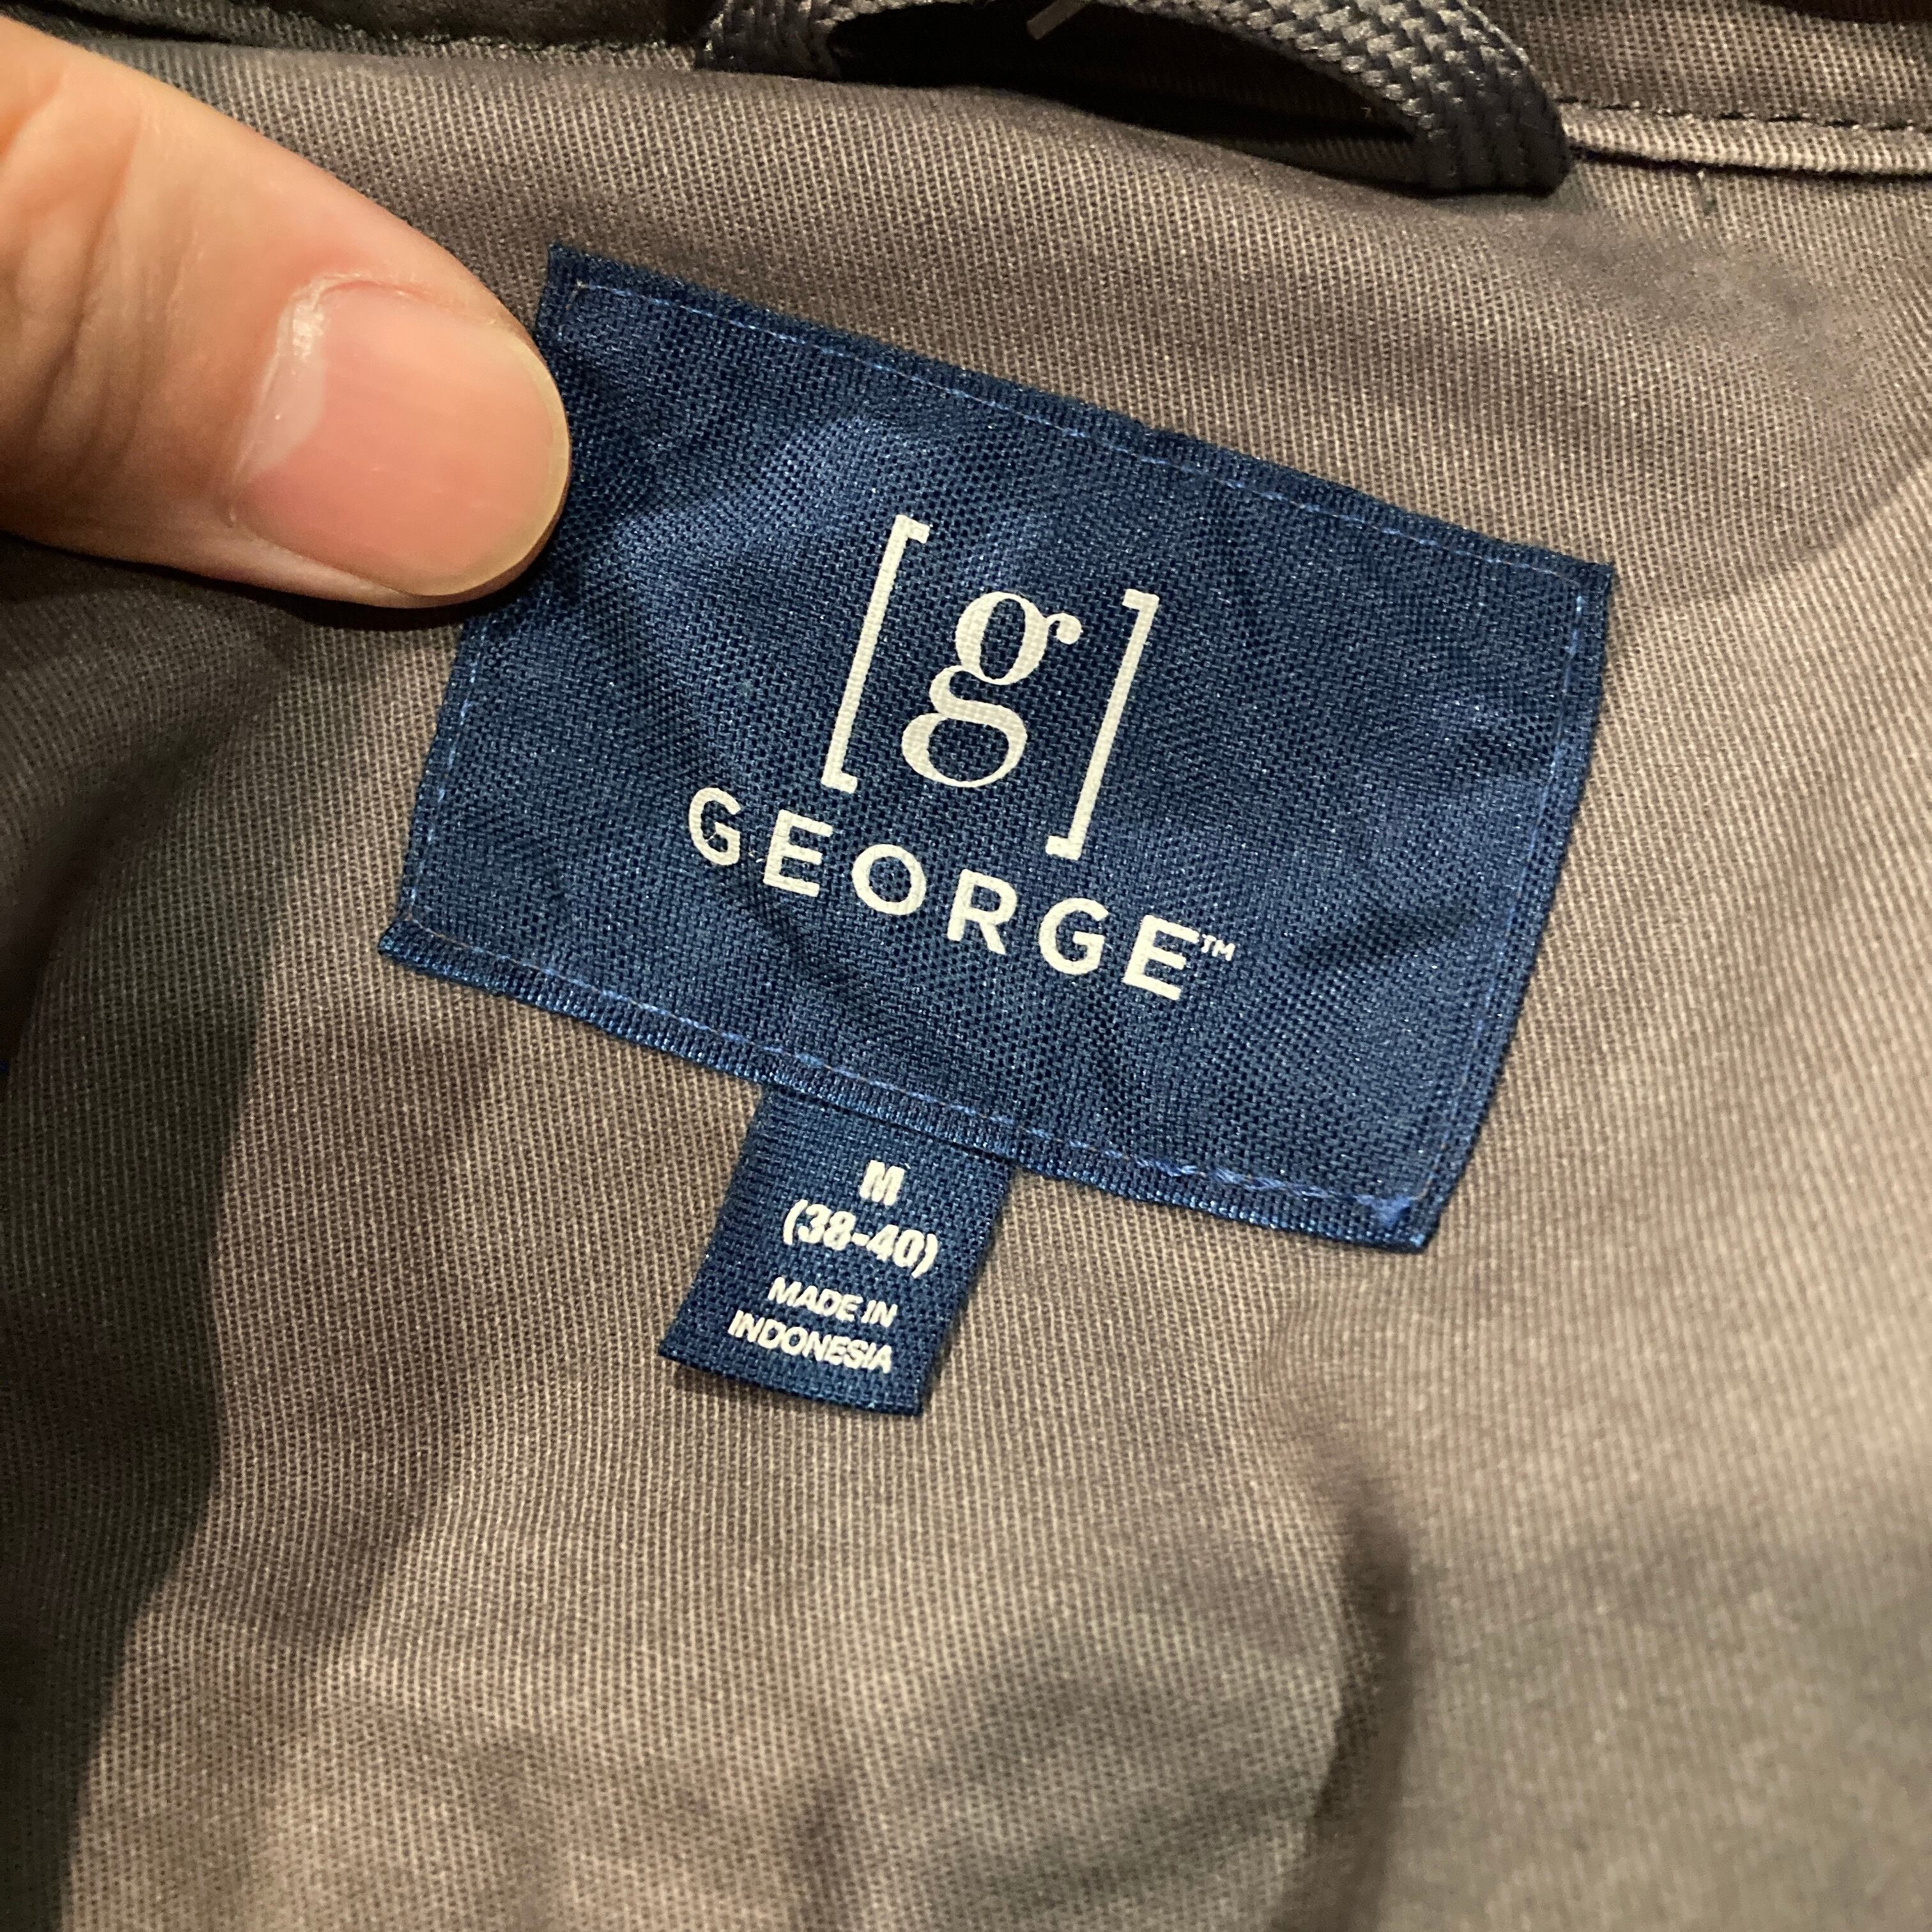 [g]
GEORGE™
M
(38-40)
MADE IN
INDONESIA